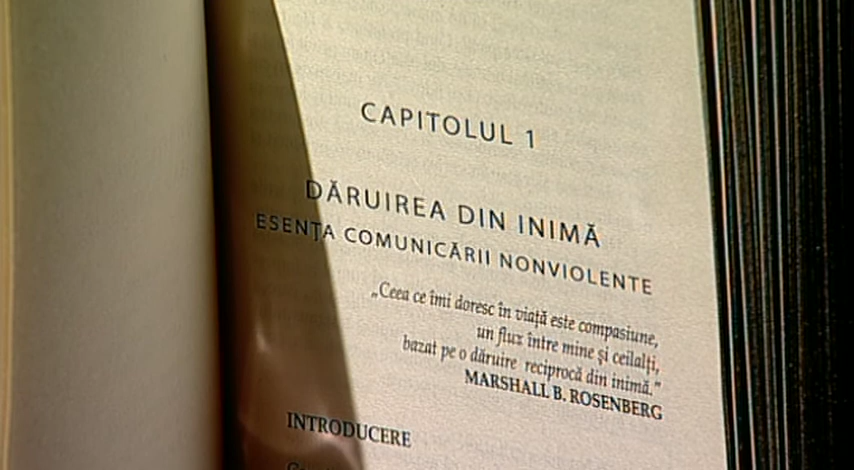 CAPITOLUL 1
DĂRUIREA DIN INIMĂ
ESENȚA COMUNICĂRII NONVIOLENTE
„Ceea ce îmi doresc în viață este compasiune,
un flux între mine și ceilalți,
bazat pe o dăruire reciprocă din inimă.”
MARSHALL B. ROSENBERG
INTRODUCERE